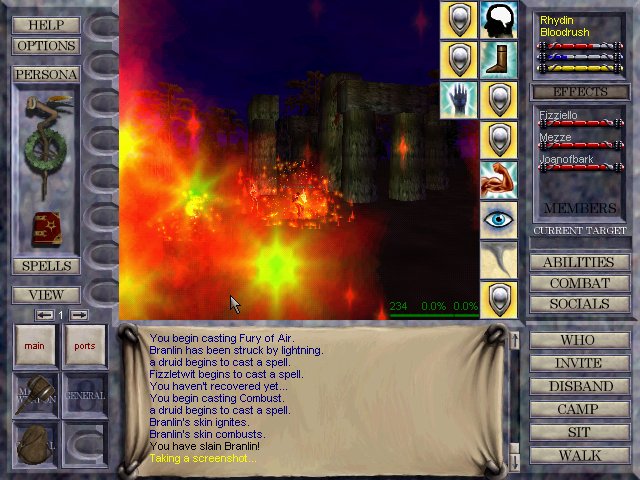 HELP
OPTIONS
PERSONA
SPELLS
VIEW
1
main
ports
GENERAL
234 0.0% 0.0%
You begin casting Fury of Air.
Branlin has been struck by lightning.
a druid begins to cast a spell.
Fizzletwit begins to cast a spell.
You haven't recovered yet...
You begin casting Combust.
a druid begins to cast a spell.
Branlin's skin ignites.
Branlin's skin combusts.
You have slain Branlin!
Taking a screenshot...
Rhydin
Bloodrush
EFFECTS
Fizziello
Mezze
Joanofbark
MEMBERS
CURRENT TARGET
ABILITIES
COMBAT
SOCIALS
WHO
INVITE
DISBAND
CAMP
SIT
WALK